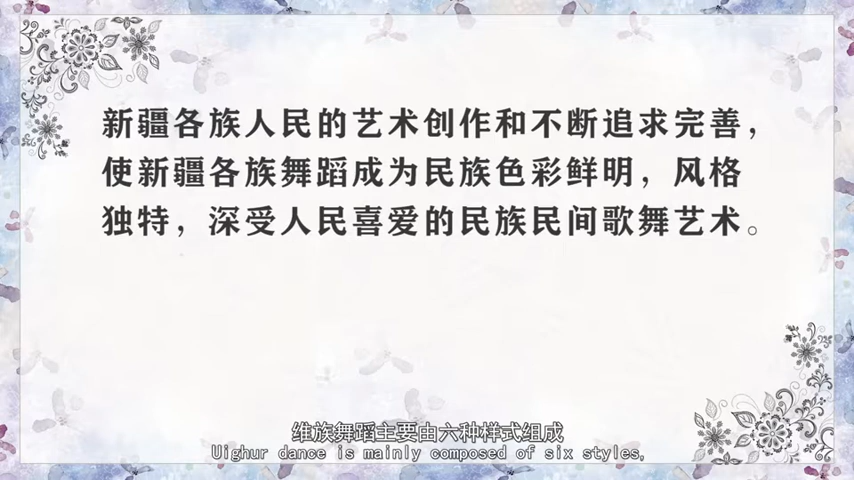 新疆各族人民的艺术创作和不断追求完善，
使新疆各族舞蹈成为民族色彩鲜明，风格
独特，深受人民喜爱的民族民间歌舞艺术。
维族舞蹈主要由六种样式组成
Uighur dance is mainly composed of six styles,